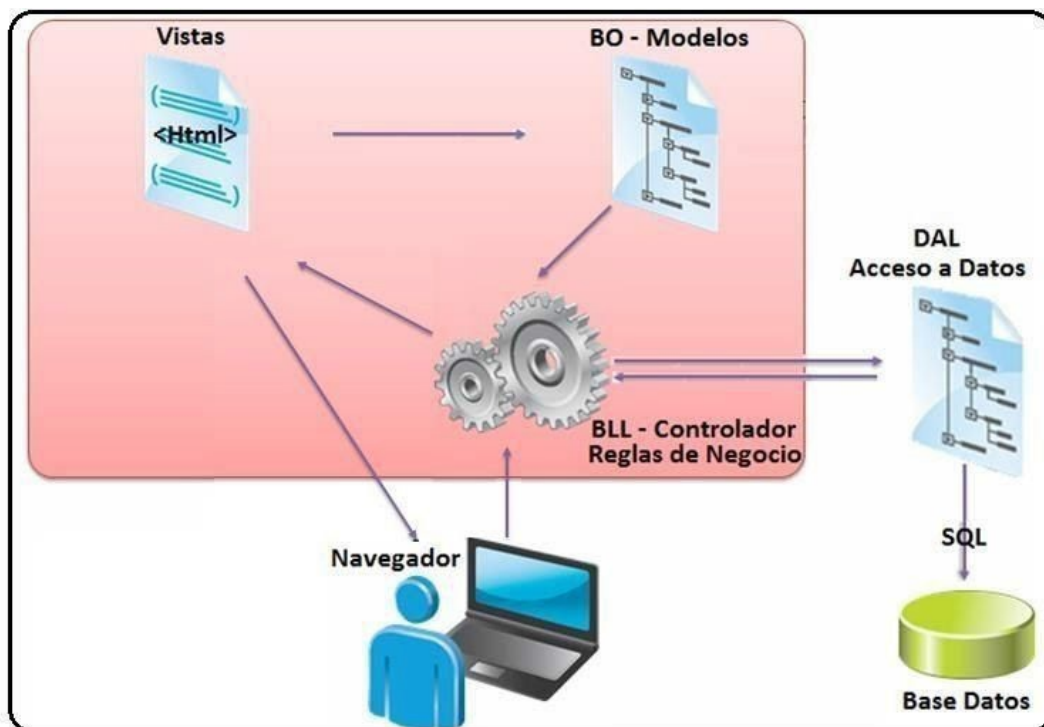 Vistas
BO - Modelos
<Html>
DAL
Acceso a Datos
BLL - Controlador
Reglas de Negocio
SQL
Navegador
Base Datos